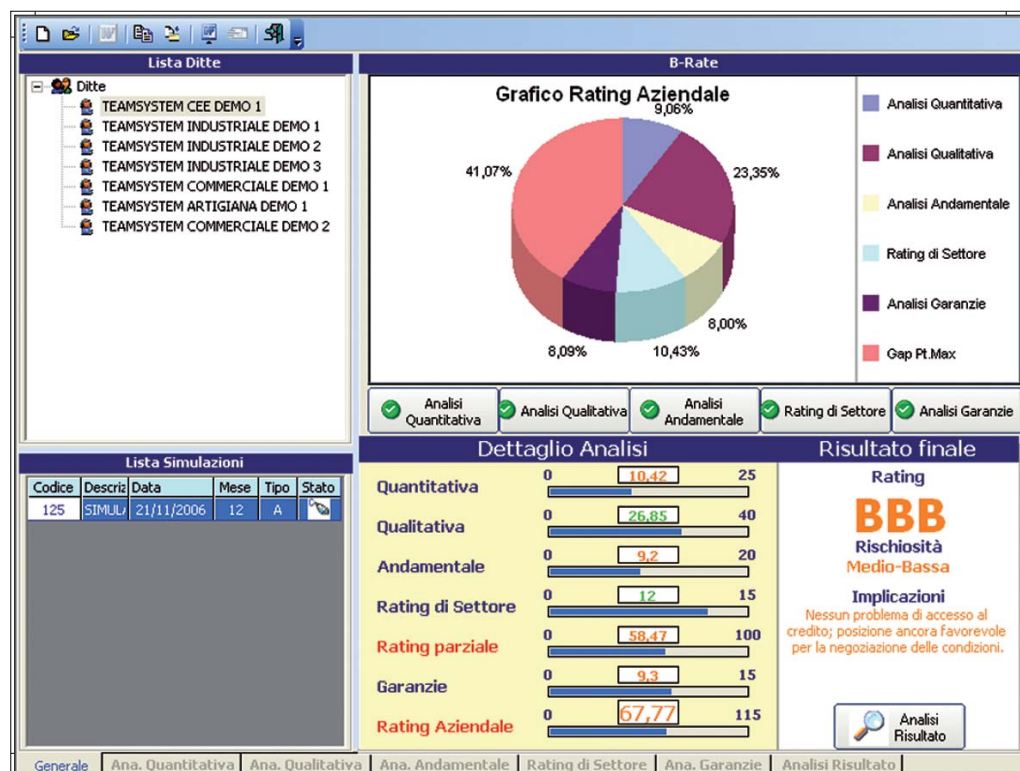 Lista Ditte
Ditte
TEAMSYSTEM CEE DEMO 1
TEAMSYSTEM INDUSTRIALE DEMO 1
TEAMSYSTEM INDUSTRIALE DEMO 2
TEAMSYSTEM INDUSTRIALE DEMO 3
TEAMSYSTEM COMMERCIALE DEMO 1
TEAMSYSTEM ARTIGIANA DEMO 1
TEAMSYSTEM COMMERCIALE DEMO 2
B-Rate
Grafico Rating Aziendale
9,06%
41,07%
23,35%
8,00%
8,09%
10,43%
Analisi Quantitativa
Analisi Qualitativa
Analisi Andamentale
Rating di Settore
Analisi Garanzie
Gap Pt.Max
Analisi
Quantitativa
Analisi Qualitativa
Analisi
Andamentale
Rating di Settore
Analisi Garanzie
Lista Simulazioni
Codice Descriz Data Mese Tipo Stato
125 SIMUL 21/11/2006 12 A
Dettaglio Analisi
Quantitativa 0 10,42 25
Qualitativa 0 26,85 40
Andamentale 0 9,2 20
Rating di Settore 0 12 15
Rating parziale 0 58,47 100
Garanzie 0 9,3 15
Rating Aziendale 0 67,77 115
Risultato finale
Rating
BBB
Rischiosità
Medio-Bassa
Implicazioni
Nessun problema di accesso al
credito; posizione ancora favorevole
per la negoziazione delle condizioni.
Analisi
Risultato
Generale Ana. Quantitativa Ana. Qualitativa Ana. Andamentale Rating di Settore Ana. Garanzie Analisi Risultato